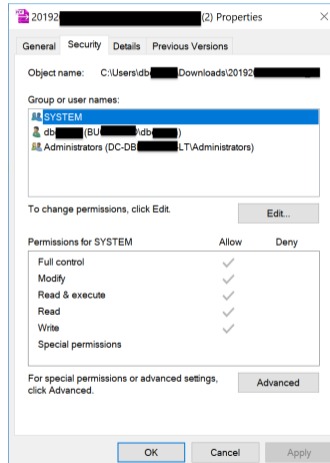 20192 (2) Properties
General Security Details Previous Versions
Object name: C:\Users\db Downloads\20192
Group or user names:
SYSTEM
db (BU \db )
Administrators (DC-DB -LT\Administrators)
To change permissions, click Edit.
Edit...
Permissions for SYSTEM Allow Deny
Full control
Modify
Read & execute
Read
Write
Special permissions
For special permissions or advanced settings,
click Advanced.
Advanced
OK Cancel Apply